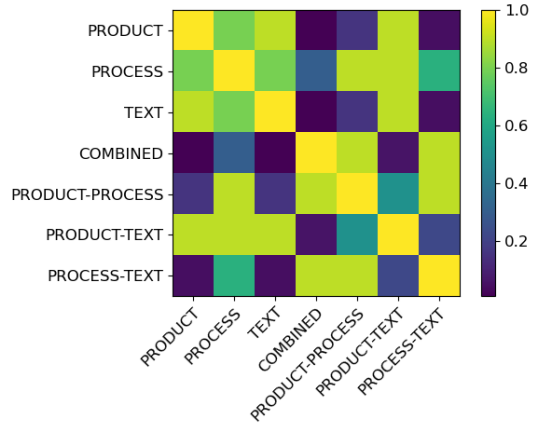 PRODUCT
PROCESS
TEXT
COMBINED
PRODUCT-PROCESS
PRODUCT-TEXT
PROCESS-TEXT
PRODUCT
PROCESS
TEXT
COMBINED
PRODUCT-PROCESS
PRODUCT-TEXT
PROCESS-TEXT
1.0
0.8
0.6
0.4
0.2